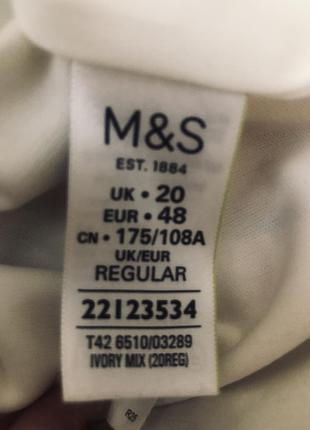 M&S
EST. 1884
UK • 20
EUR • 48
CN • 175/108A
UK/EUR
REGULAR
22123534
T42 6510/03289
IVORY MIX (20REG)
R25